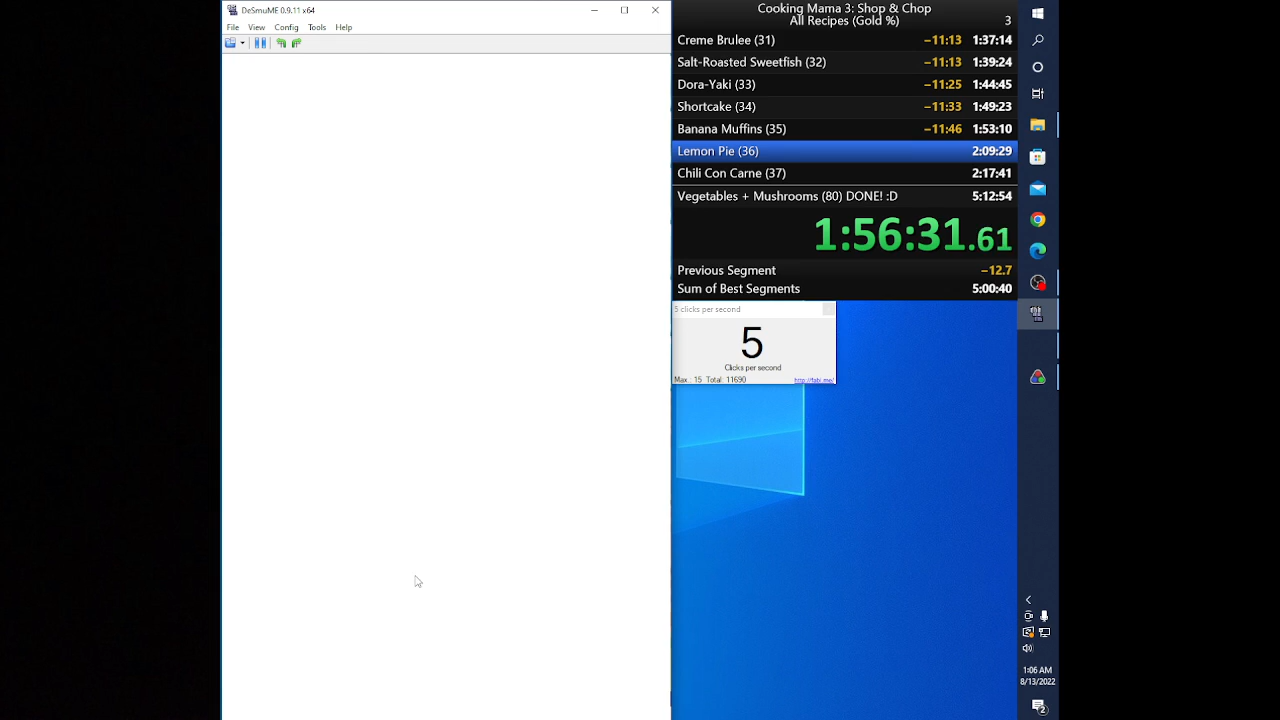 DeSmuME 0.9.11 x64
File View Config Tools Help
Cooking Mama 3: Shop & Chop
All Recipes (Gold %) 3
Creme Brulee (31) −11:13 1:37:14
Salt-Roasted Sweetfish (32) −11:13 1:39:24
Dora-Yaki (33) −11:25 1:44:45
Shortcake (34) −11:33 1:49:23
Banana Muffins (35) −11:46 1:53:10
Lemon Pie (36) 2:09:29
Chili Con Carne (37) 2:17:41
Vegetables + Mushrooms (80) DONE! :D 5:12:54
1:56:31.61
Previous Segment −12.7
Sum of Best Segments 5:00:40
5 clicks per second
5
Clicks per second
Max.: 15 Total: 11690 http://fabi.me/
1:06 AM
8/13/2022
2